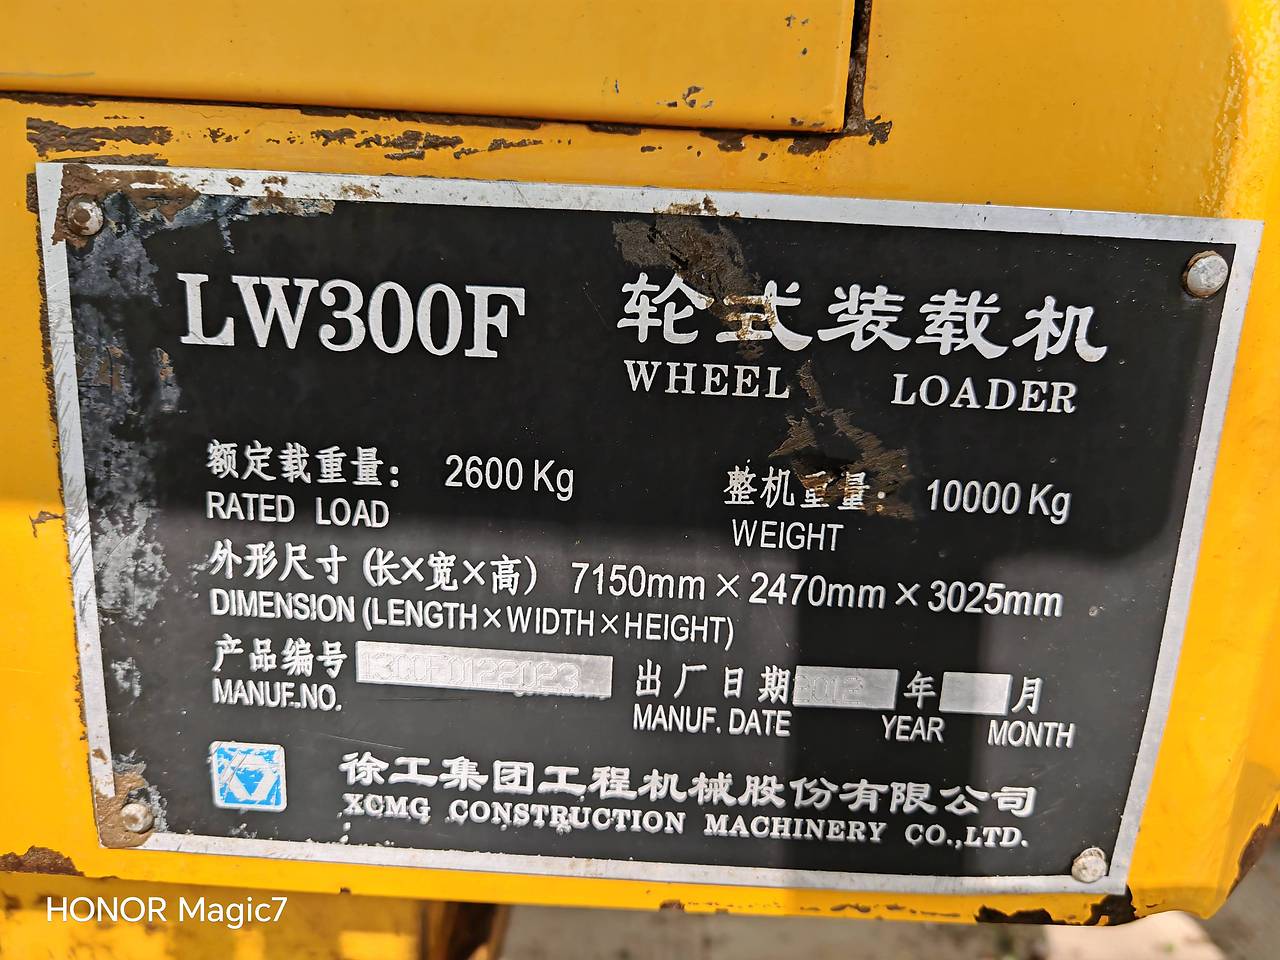 LW300F 轮式装载机
WHEEL LOADER
额定载重量: 2600 Kg 整机重量: 10000 Kg
RATED LOAD WEIGHT
外形尺寸 (长×宽×高) 7150mm × 2470mm × 3025mm
DIMENSION (LENGTH×WIDTH×HEIGHT)
产品编号 1300F0122023 出厂日期 2012 年 月
MANUF.NO. MANUF. DATE YEAR MONTH
徐工集团工程机械股份有限公司
XCMG CONSTRUCTION MACHINERY CO.,LTD.
HONOR Magic7